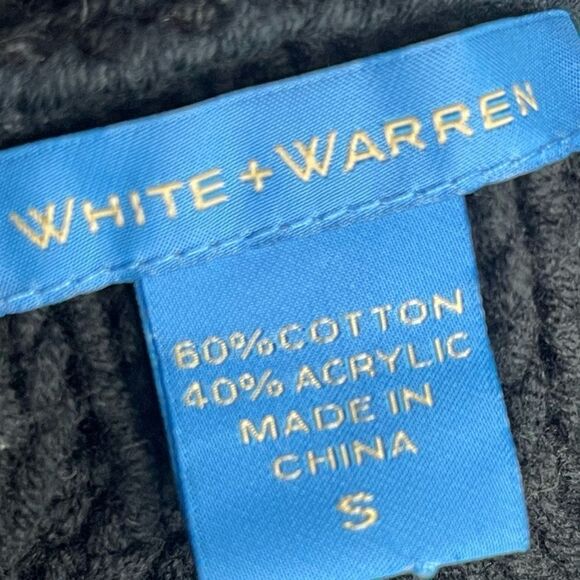 WHITE + WARREN
60% COTTON
40% ACRYLIC
MADE IN
CHINA
S